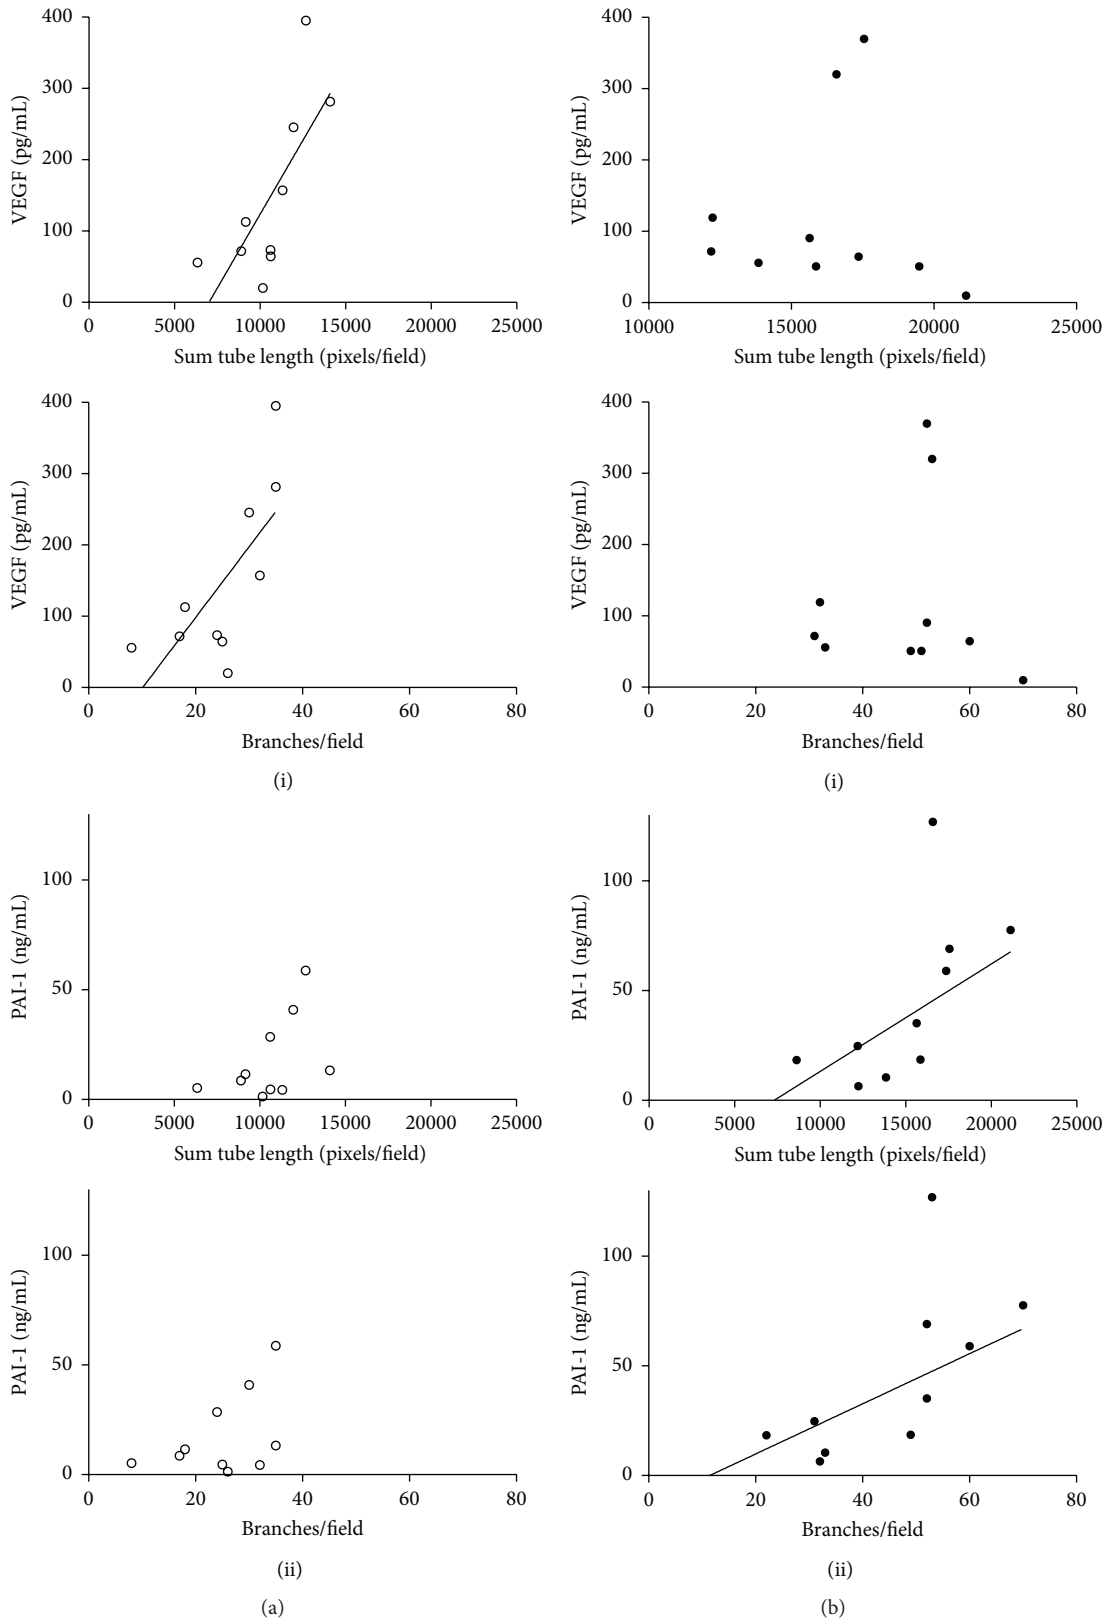 400
300
200
100
0
VEGF (pg/mL)
0 5000 10000 15000 20000 25000
Sum tube length (pixels/field)
400
300
200
100
0
VEGF (pg/mL)
10000 15000 20000 25000
Sum tube length (pixels/field)
400
300
200
100
0
VEGF (pg/mL)
0 20 40 60 80
Branches/field
(i)
400
300
200
100
0
VEGF (pg/mL)
0 20 40 60 80
Branches/field
(i)
100
50
0
PAI-1 (ng/mL)
0 5000 10000 15000 20000 25000
Sum tube length (pixels/field)
100
50
0
PAI-1 (ng/mL)
0 5000 10000 15000 20000 25000
Sum tube length (pixels/field)
100
50
0
PAI-1 (ng/mL)
0 20 40 60 80
Branches/field
(ii)
(a)
100
50
0
PAI-1 (ng/mL)
0 20 40 60 80
Branches/field
(ii)
(b)